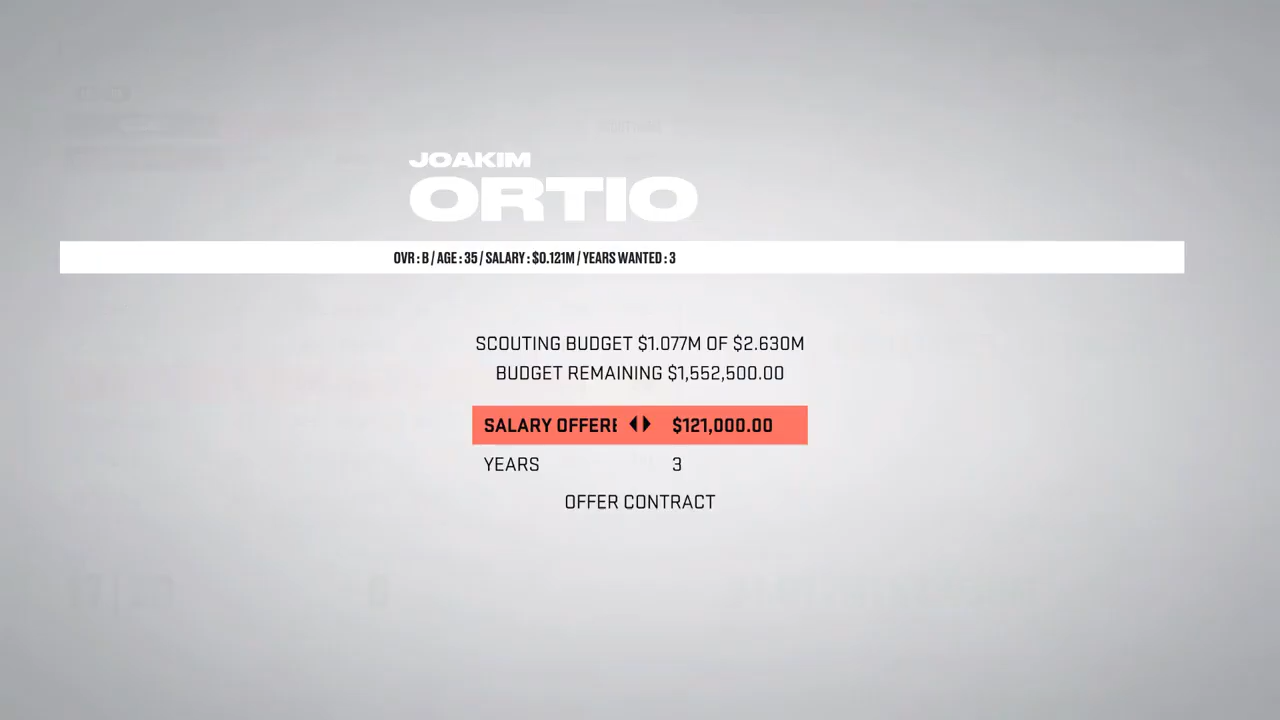 JOAKIM
ORTIO
OVR : B / AGE : 35 / SALARY : $0.121M / YEARS WANTED : 3
SCOUTING BUDGET $1.077M OF $2.630M
BUDGET REMAINING $1,552,500.00
SALARY OFFERE $121,000.00
YEARS 3
OFFER CONTRACT